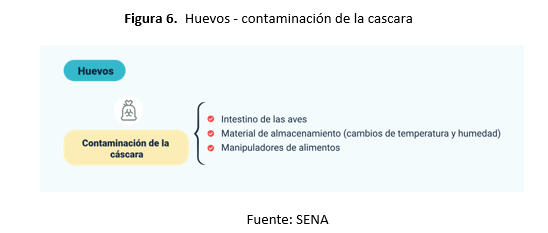 Figura 6. Huevos - contaminación de la cascara
Huevos
Contaminación de la
cáscara
Intestino de las aves
Material de almacenamiento (cambios de temperatura y humedad)
Manipuladores de alimentos
Fuente: SENA